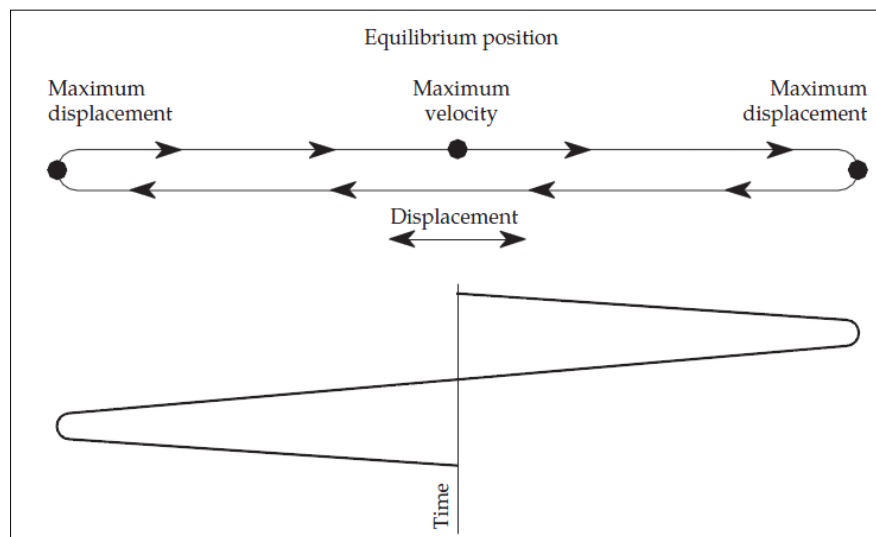 Equilibrium position
Maximum
displacement
Maximum
velocity
Maximum
displacement
Displacement
Time